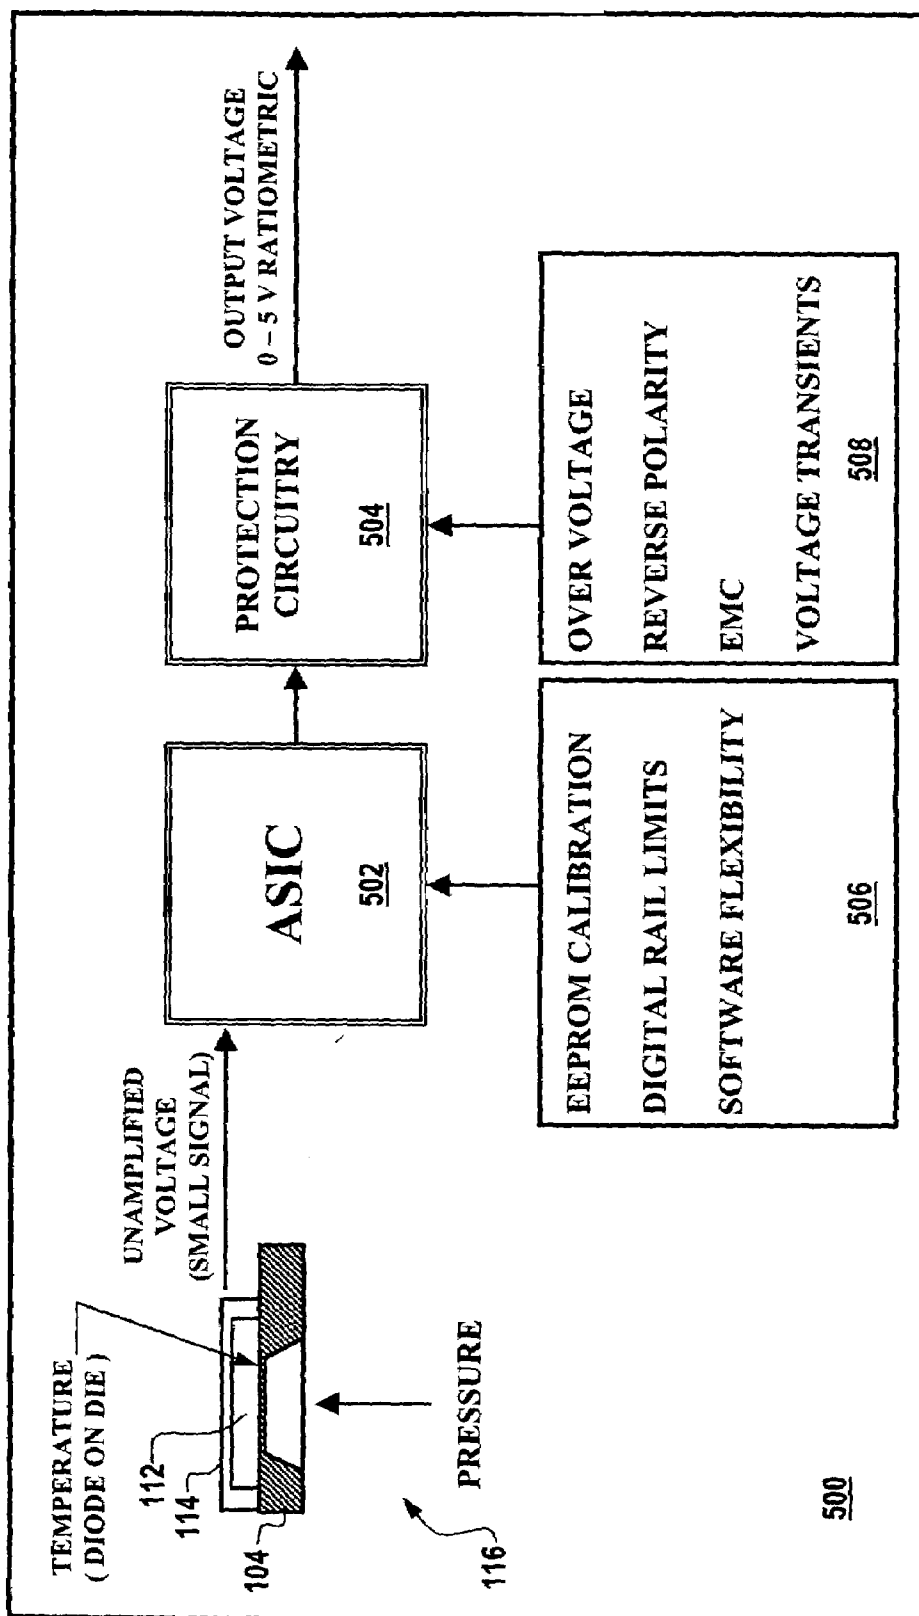 TEMPERATURE
( DIODE ON DIE )
112
114
104
116
PRESSURE
UNAMPLIFIED
VOLTAGE
(SMALL SIGNAL)
ASIC
502
PROTECTION
CIRCUITRY
504
OUTPUT VOLTAGE
0 – 5 V RATIOMETRIC
EEPROM CALIBRATION
DIGITAL RAIL LIMITS
SOFTWARE FLEXIBILITY
506
OVER VOLTAGE
REVERSE POLARITY
EMC
VOLTAGE TRANSIENTS
508
500